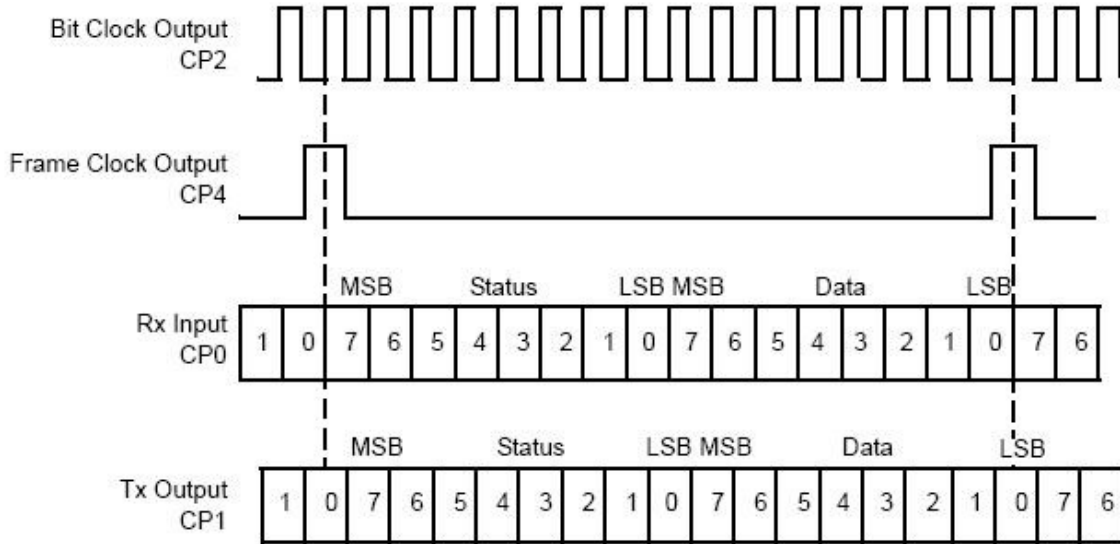 Bit Clock Output
CP2
Frame Clock Output
CP4
MSB Status LSB MSB Data LSB
Rx Input
CP0
1 0 7 6 5 4 3 2 1 0 7 6 5 4 3 2 1 0 7 6
MSB Status LSB MSB Data LSB
Tx Output
CP1
1 0 7 6 5 4 3 2 1 0 7 6 5 4 3 2 1 0 7 6